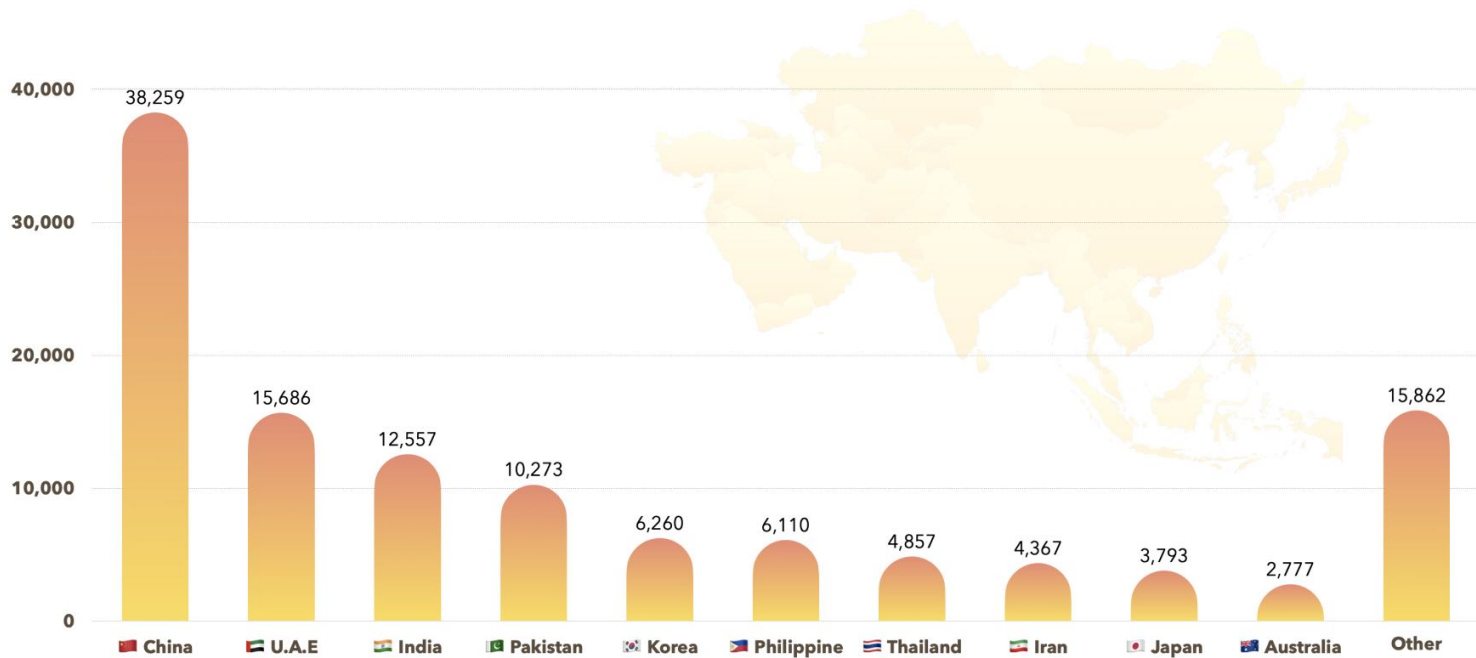 40,000
30,000
20,000
10,000
0
38,259
15,686
12,557
10,273
6,260
6,110
4,857
4,367
3,793
2,777
15,862
China
U.A.E
India
Pakistan
Korea
Philippine
Thailand
Iran
Japan
Australia
Other